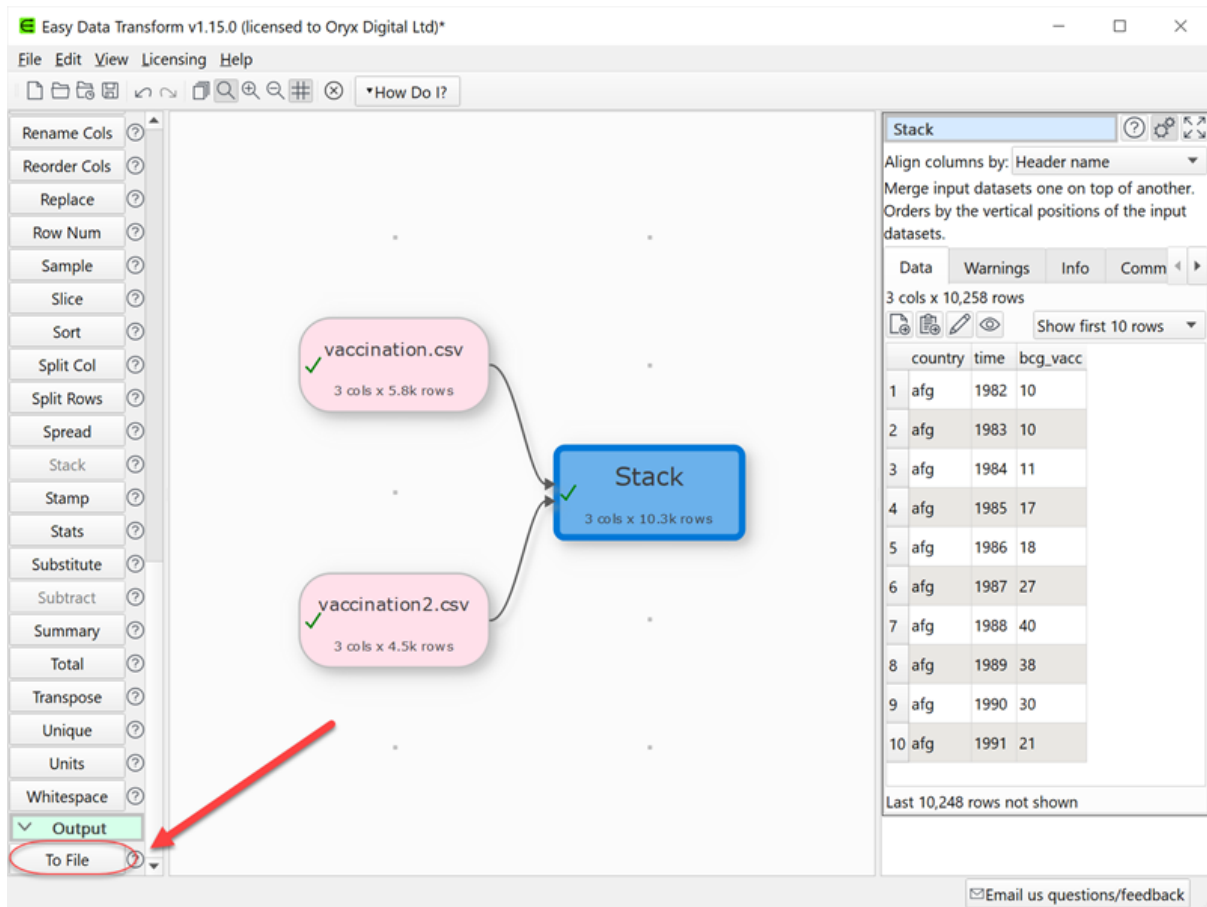 Easy Data Transform v1.15.0 (licensed to Oryx Digital Ltd)*
File Edit View Licensing Help
How Do I?
Rename Cols
Reorder Cols
Replace
Row Num
Sample
Slice
Sort
Split Col
Split Rows
Spread
Stack
Stamp
Stats
Substitute
Subtract
Summary
Total
Transpose
Unique
Units
Whitespace
Output
To File
vaccination.csv
3 cols x 5.8k rows
vaccination2.csv
3 cols x 4.5k rows
Stack
3 cols x 10.3k rows
Stack
Align columns by: Header name
Merge input datasets one on top of another.
Orders by the vertical positions of the input
datasets.
Data Warnings Info Comm
3 cols x 10,258 rows
Show first 10 rows
country time bcg_vacc
1 afg 1982 10
2 afg 1983 10
3 afg 1984 11
4 afg 1985 17
5 afg 1986 18
6 afg 1987 27
7 afg 1988 40
8 afg 1989 38
9 afg 1990 30
10 afg 1991 21
Last 10,248 rows not shown
Email us questions/feedback